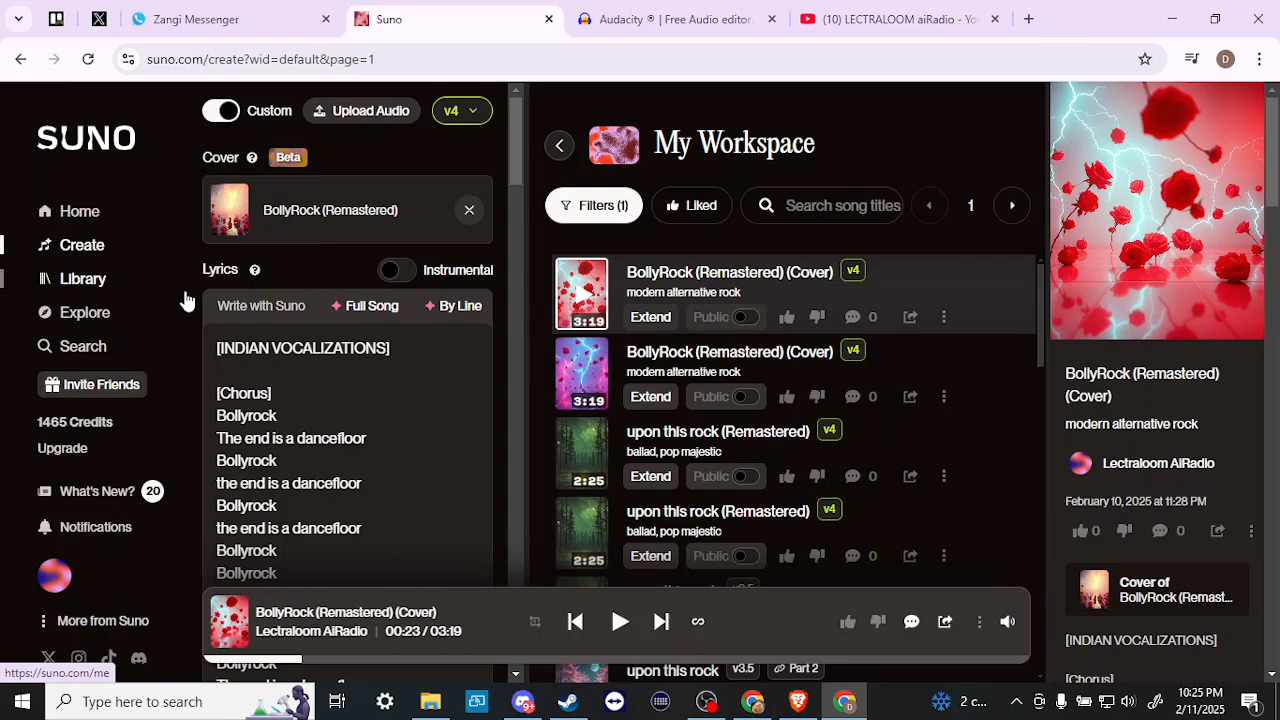 Zangi Messenger
Suno
Audacity ® | Free Audio editor,
(10) LECTRALOOM aiRadio - Yo
suno.com/create?wid=default&page=1
D
SUNO
Home
Create
Library
Explore
Search
Invite Friends
1465 Credits
Upgrade
What's New? 20
Notifications
More from Suno
https://suno.com/me
Custom
Upload Audio
v4
Cover
Beta
BollyRock (Remastered)
Lyrics
Instrumental
Write with Suno
Full Song
By Line
[INDIAN VOCALIZATIONS]
[Chorus]
Bollyrock
The end is a dancefloor
Bollyrock
the end is a dancefloor
Bollyrock
the end is a dancefloor
Bollyrock
Bollyrock
My Workspace
Filters (1)
Liked
Search song titles
1
BollyRock (Remastered) (Cover) v4
modern alternative rock
3:19
Extend Public 0
BollyRock (Remastered) (Cover) v4
modern alternative rock
3:19
Extend Public 0
upon this rock (Remastered) v4
ballad, pop majestic
2:25
Extend Public 0
upon this rock (Remastered) v4
ballad, pop majestic
2:25
Extend Public 0
upon this rock v3.5 Part 2
BollyRock (Remastered) (Cover)
Lectraloom AiRadio | 00:23 / 03:19
BollyRock (Remastered)
(Cover)
modern alternative rock
Lectraloom AiRadio
February 10, 2025 at 11:28 PM
0 0
Cover of
BollyRock (Remast...
[INDIAN VOCALIZATIONS]
[Chorus]
Type here to search
2°...
10:25 PM
2/11/2025
1